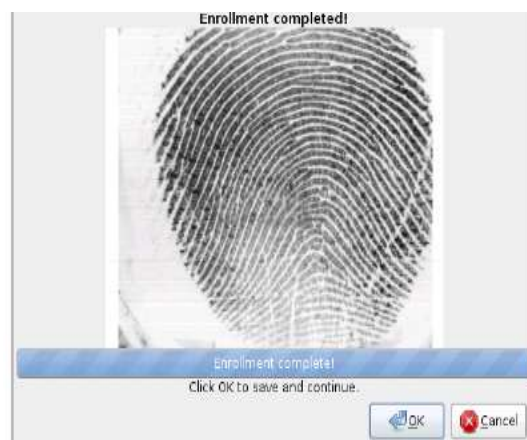 Enrollment completed!
Enrollment complete!
Click OK to save and continue.
OK Cancel